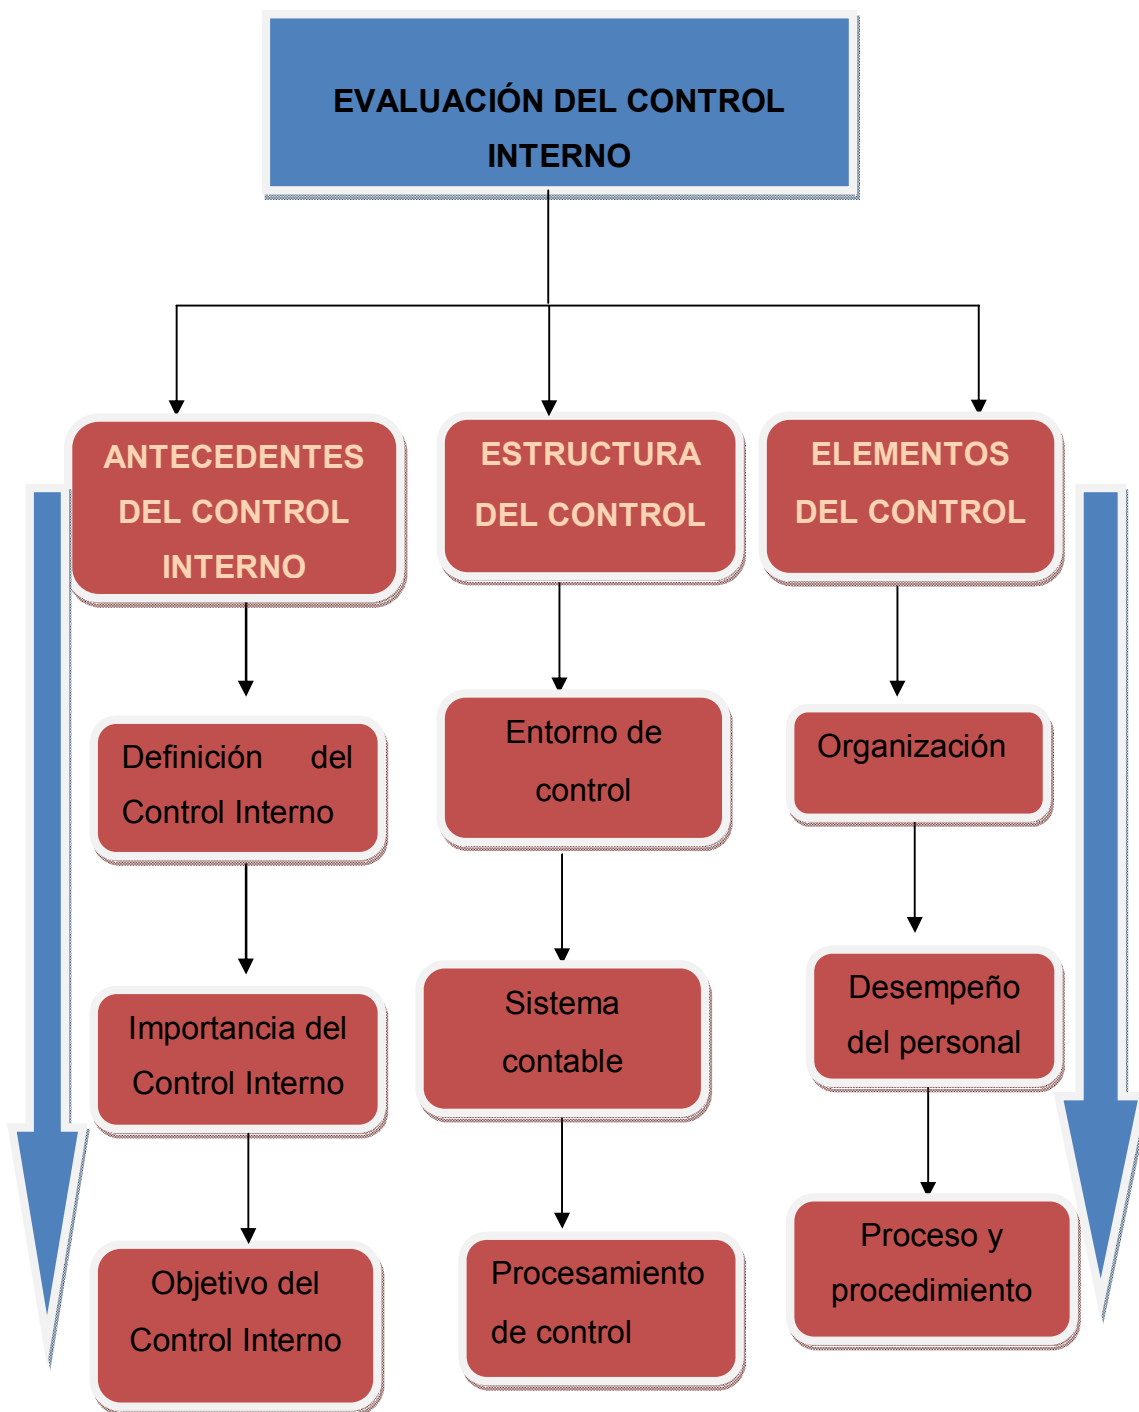 EVALUACIÓN DEL CONTROL
INTERNO
ANTECEDENTES
DEL CONTROL
INTERNO
ESTRUCTURA
DEL CONTROL
ELEMENTOS
DEL CONTROL
Definición del
Control Interno
Entorno de
control
Organización
Importancia del
Control Interno
Sistema
contable
Desempeño
del personal
Objetivo del
Control Interno
Procesamiento
de control
Proceso y
procedimiento